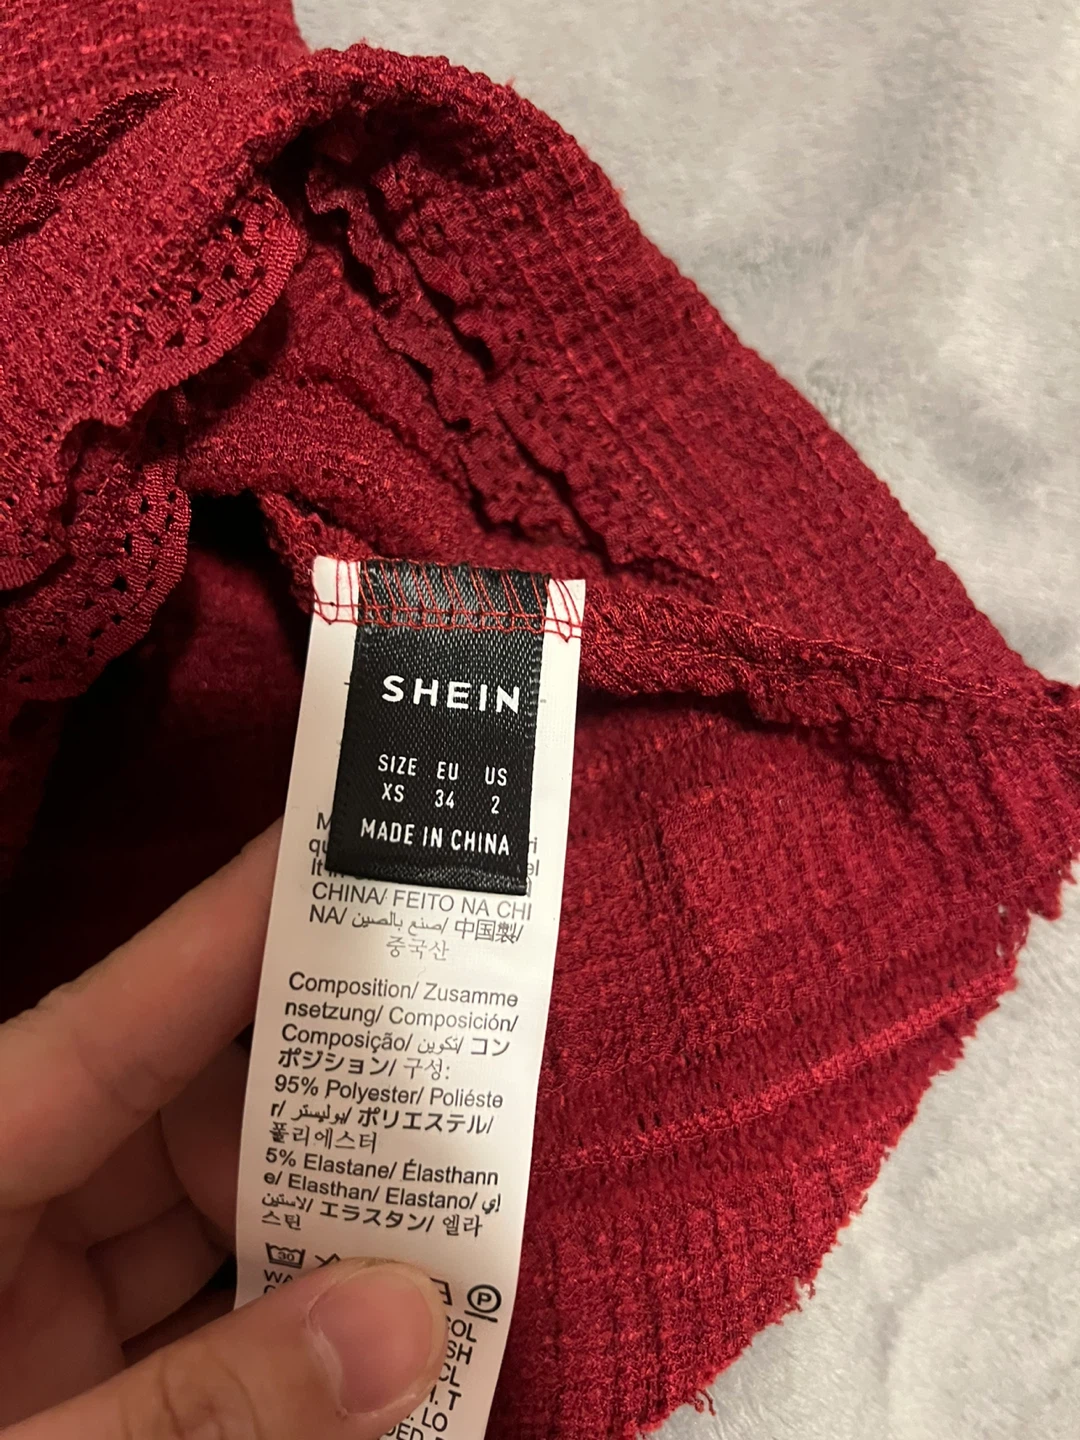 SHEIN
SIZE EU US
XS 34 2
MADE IN CHINA
CHINA/ FEITO NA CHI
NA/ صنع بالصين/ 中国製/
중국산
Composition/ Zusamme
nsetzung/ Composición/
Composição/ تكوين/ コン
ポジション/ 구성:
95% Polyester/ Polyéste
r/ بوليستر/ ポリエステル/
폴리에스터
5% Elastane/ Élasthann
e/ Elasthan/ Elastano/ إي
لاستين/ エラスタン/ 엘라
스틴
30
P